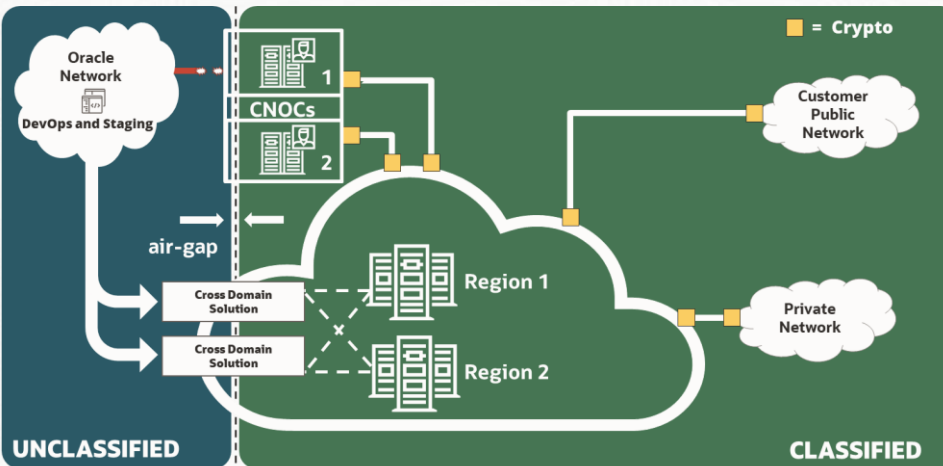 Oracle
Network
DevOps and Staging
1
CNOCs
2
= Crypto
Customer
Public
Network
air-gap
Cross Domain
Solution
Cross Domain
Solution
Region 1
Region 2
Private
Network
UNCLASSIFIED
CLASSIFIED